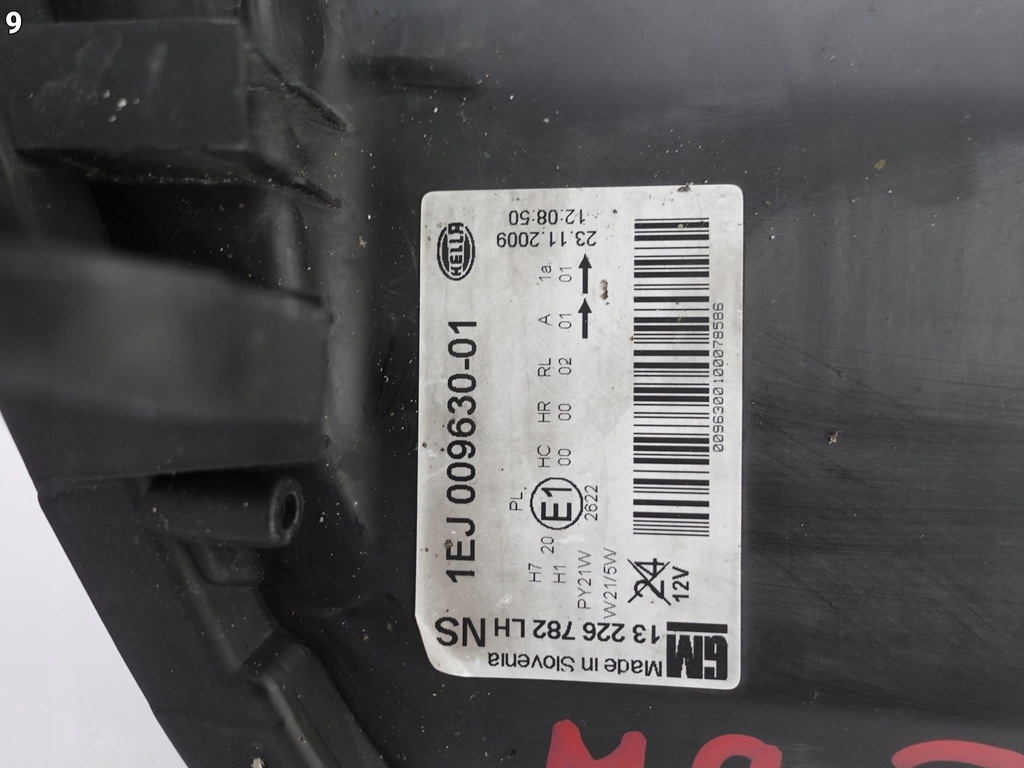 9
HELLA
1EJ 009630-01
NS
23.11.2009
12:08:50
PL HC HR RL A 1a
E1 00 00 02 01 01
2622
H7 20
H1
PY21W
W21/5W
24
12V
GM
13 226 782 LH
Made in Slovenia
0096300100078586